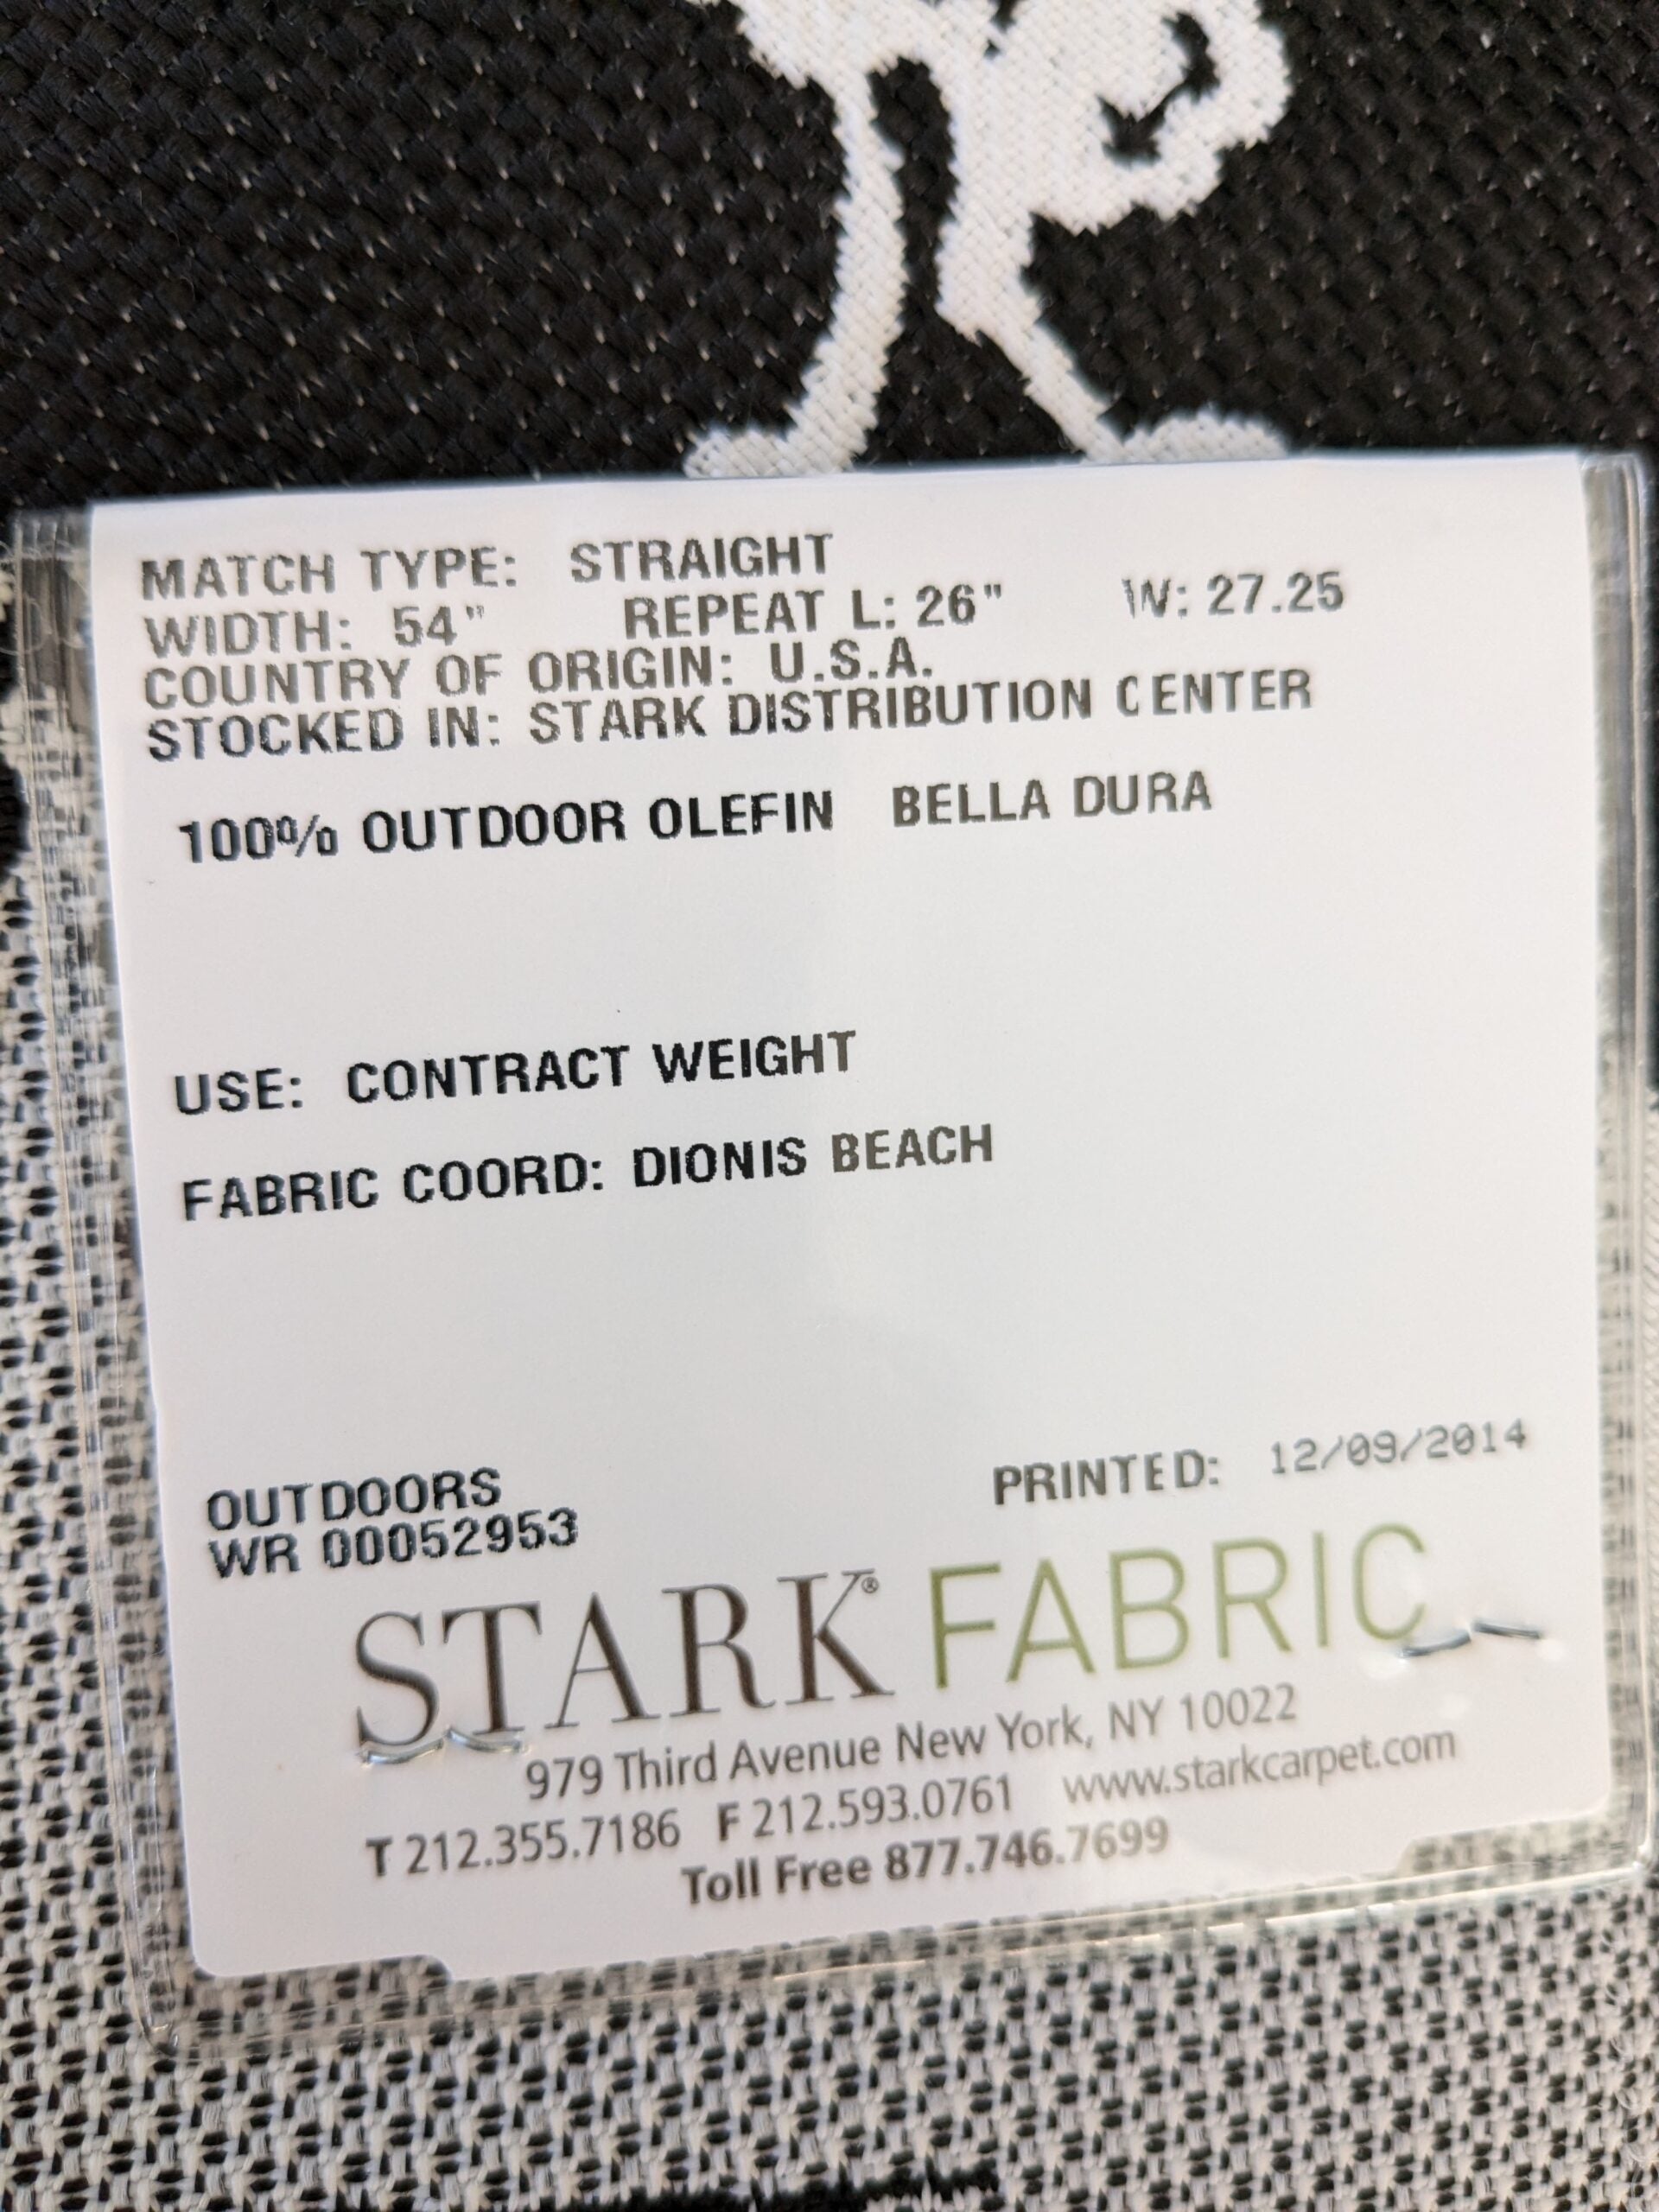 MATCH TYPE: STRAIGHT
WIDTH: 54" REPEAT L: 26" W: 27.25
COUNTRY OF ORIGIN: U.S.A.
STOCKED IN: STARK DISTRIBUTION CENTER
100% OUTDOOR OLEFIN BELLA DURA
USE: CONTRACT WEIGHT
FABRIC COORD: DIONIS BEACH
OUTDOORS PRINTED: 12/09/2014
WR 00052953
STARK® FABRIC
979 Third Avenue New York, NY 10022
T 212.355.7186 F 212.593.0761 www.starkcarpet.com
Toll Free 877.746.7699